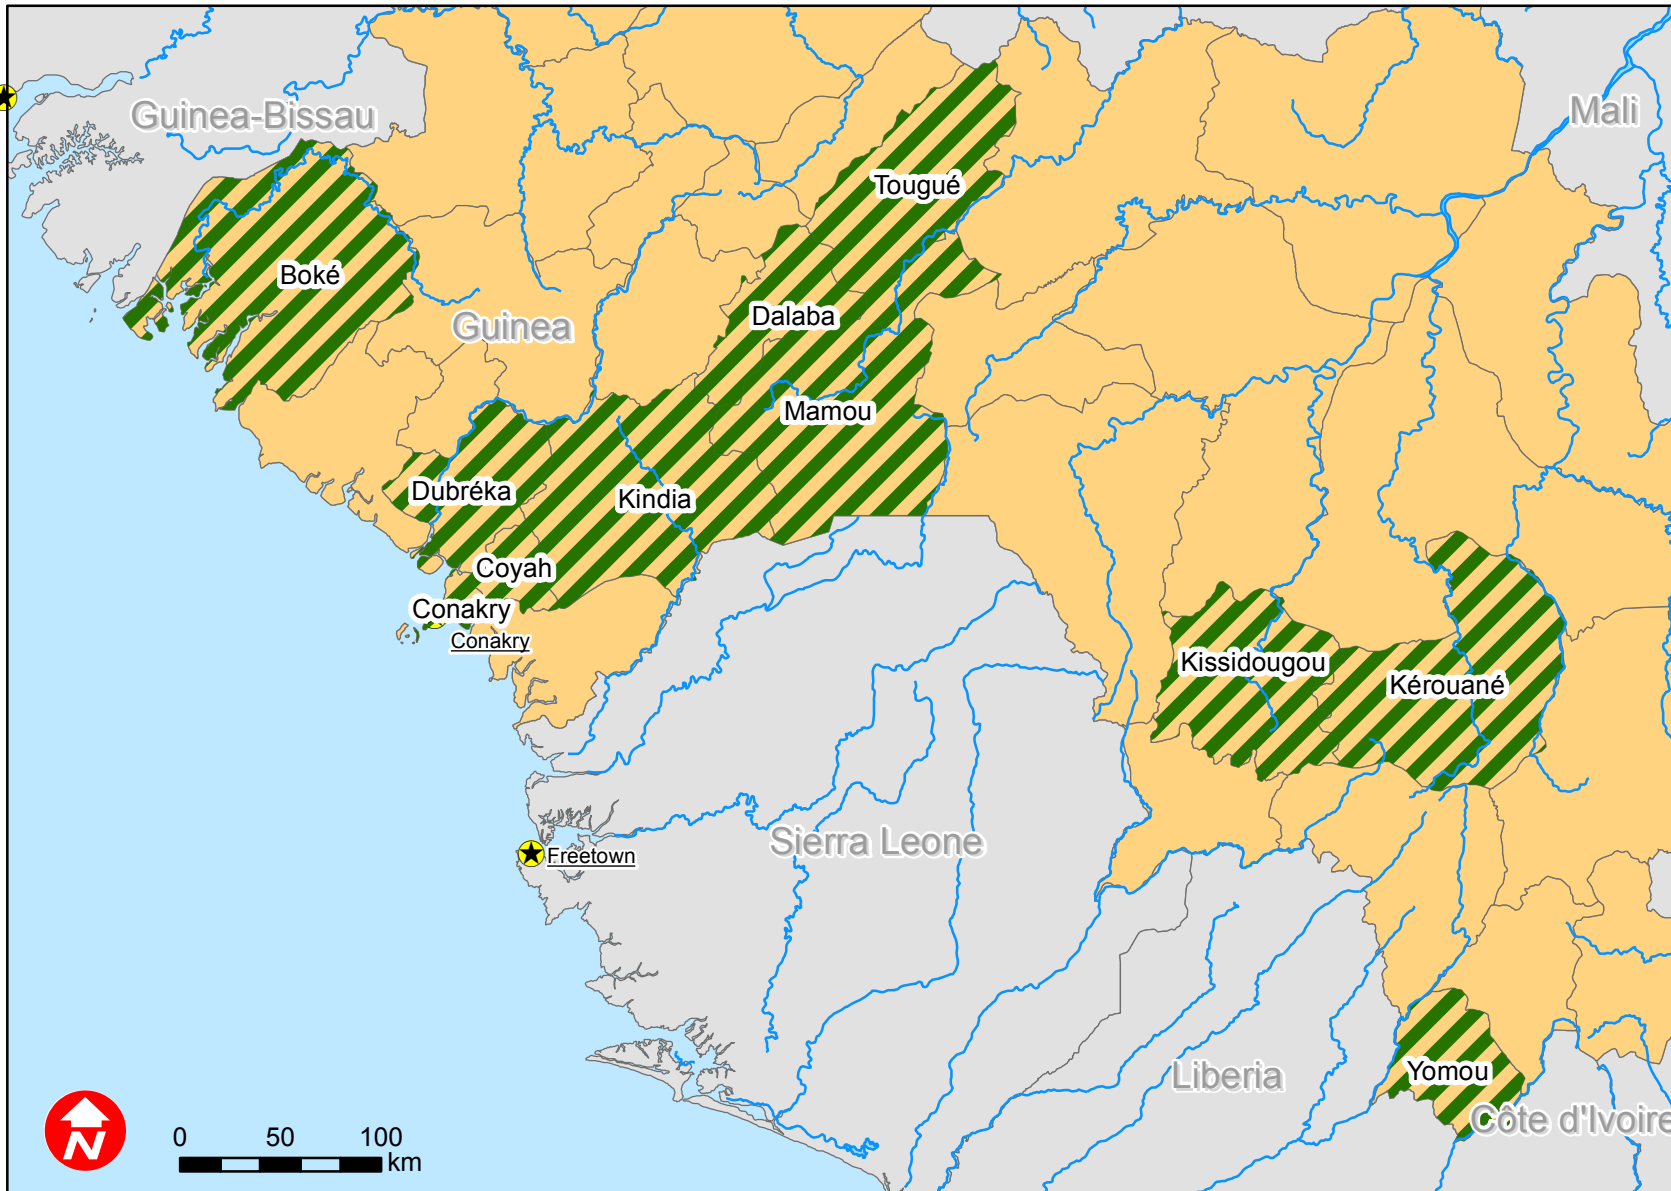 Guinea-Bissau
Mali
Tougué
Boké
Dalaba
Guinea
Mamou
Dubréka
Kindia
Coyah
Conakry
Conakry
Kissidougou
Kérouané
Sierra Leone
Freetown
Liberia
Yomou
Côte d'Ivoire
N
0 50 100
km